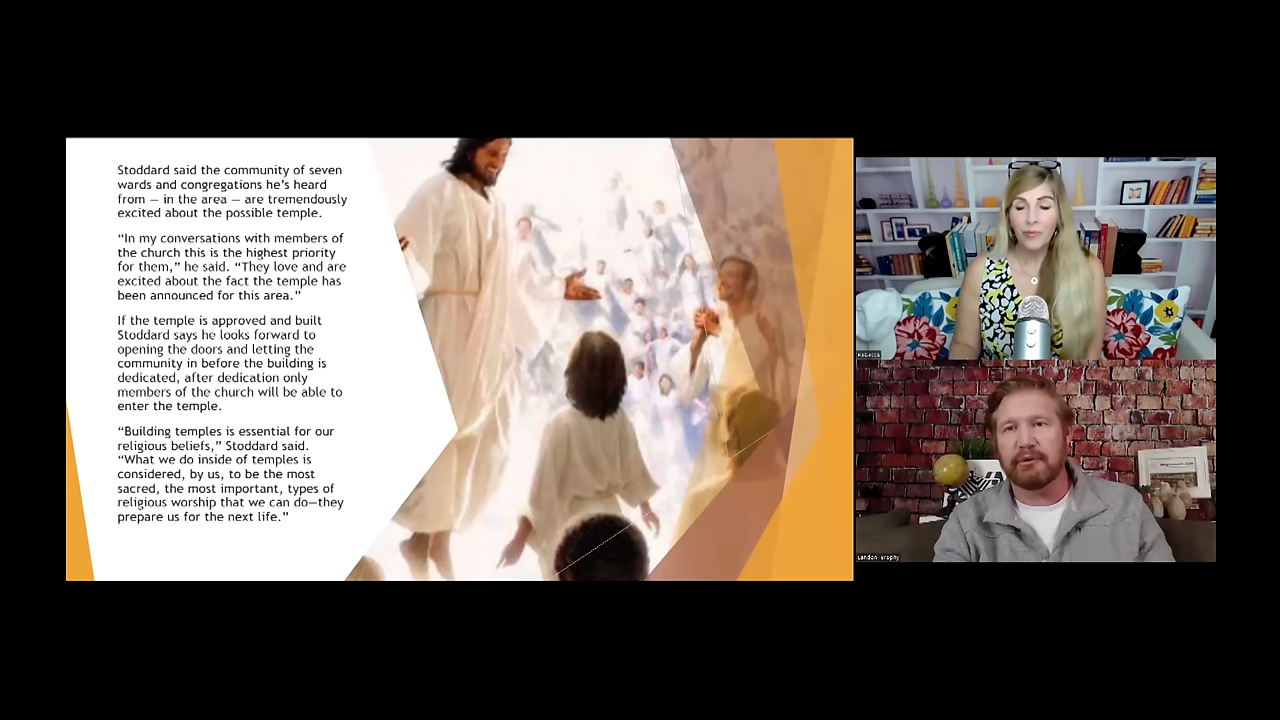 Stoddard said the community of seven
wards and congregations he's heard
from — in the area — are tremendously
excited about the possible temple.
“In my conversations with members of
the church this is the highest priority
for them,” he said. “They love and are
excited about the fact the temple has
been announced for this area.”
If the temple is approved and built
Stoddard says he looks forward to
opening the doors and letting the
community in before the building is
dedicated, after dedication only
members of the church will be able to
enter the temple.
“Building temples is essential for our
religious beliefs,” Stoddard said.
“What we do inside of temples is
considered, by us, to be the most
sacred, the most important, types of
religious worship that we can do—they
prepare us for the next life.”
Rebecca
Landon Brophy